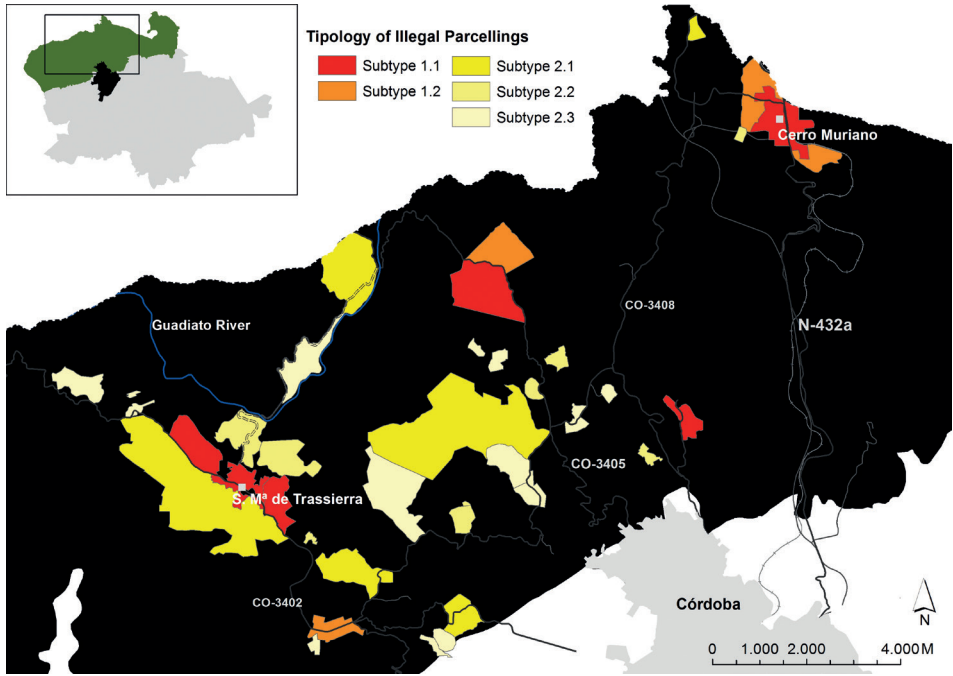 Tipology of Illegal Parcellings
Subtype 1.1
Subtype 2.1
Subtype 1.2
Subtype 2.2
Subtype 2.3
Cerro Muriano
Guadiato River
CO-3408
N-432a
CO-3405
S. Mª de Trassierra
CO-3402
Córdoba
N
0 1.000 2.000 4.000 M